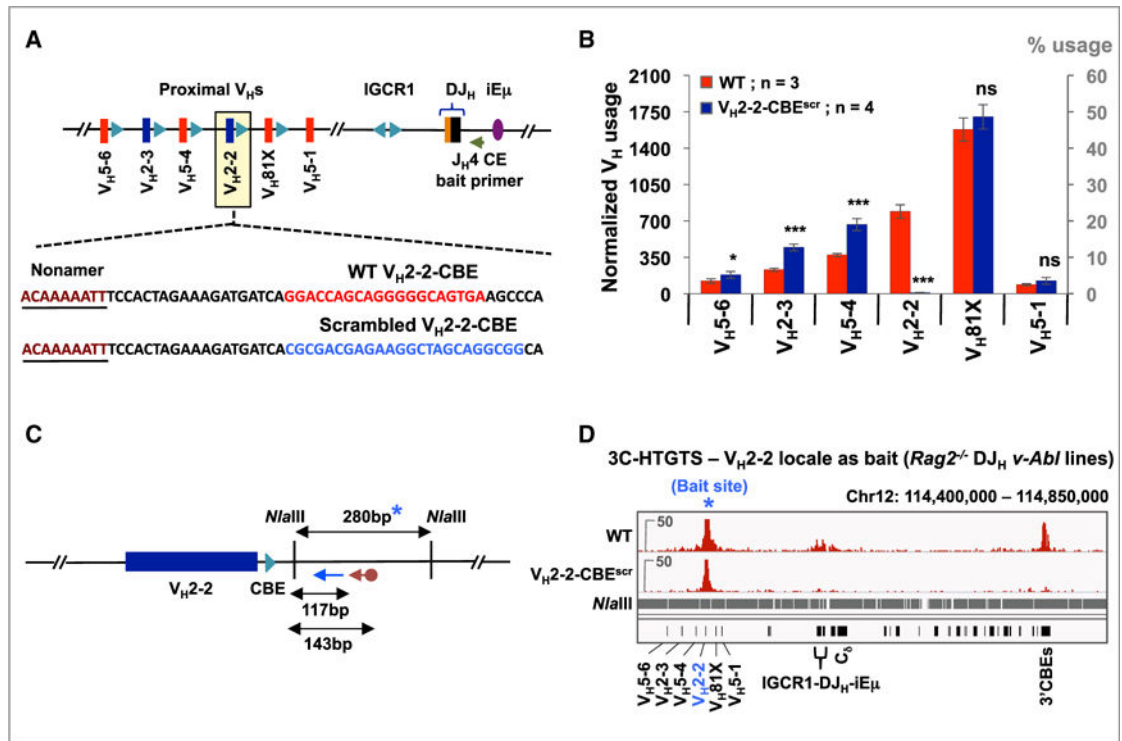 A
Proximal VHs
IGCR1
DJH iEμ
VH5-6
VH2-3
VH5-4
VH2-2
VH81X
VH5-1
JH4 CE
bait primer
Nonamer
WT VH2-2-CBE
ACAAAAATTTCCACTAGAAAGATGATCAGGACCAGCAGGGGGCAGTGAAGCCCA
Scrambled VH2-2-CBE
ACAAAAATTTCCACTAGAAAGATGATCACGCGACGAGAAGGCTAGCAGGCGGCA
B
% usage
Normalized VH usage
2100
1750
1400
1050
700
350
0
60
50
40
30
20
10
0
WT ; n = 3
VH2-2-CBEscr ; n = 4
*
***
***
***
ns
ns
VH5-6
VH2-3
VH5-4
VH2-2
VH81X
VH5-1
C
NlaIII
280bp*
NlaIII
VH2-2
CBE
117bp
143bp
D
3C-HTGTS – VH2-2 locale as bait (Rag2-/- DJH v-Abl lines)
(Bait site)
*
Chr12: 114,400,000 – 114,850,000
WT
50
VH2-2-CBEscr
50
NlaIII
VH5-6
VH2-3
VH5-4
VH2-2
VH81X
VH5-1
IGCR1-DJH-iEμ
Cδ
3'CBEs